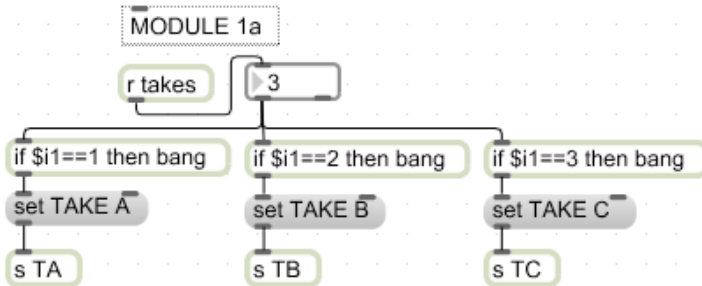 MODULE 1a
r takes
3
if $i1==1 then bang
if $i1==2 then bang
if $i1==3 then bang
set TAKE A
set TAKE B
set TAKE C
s TA
s TB
s TC